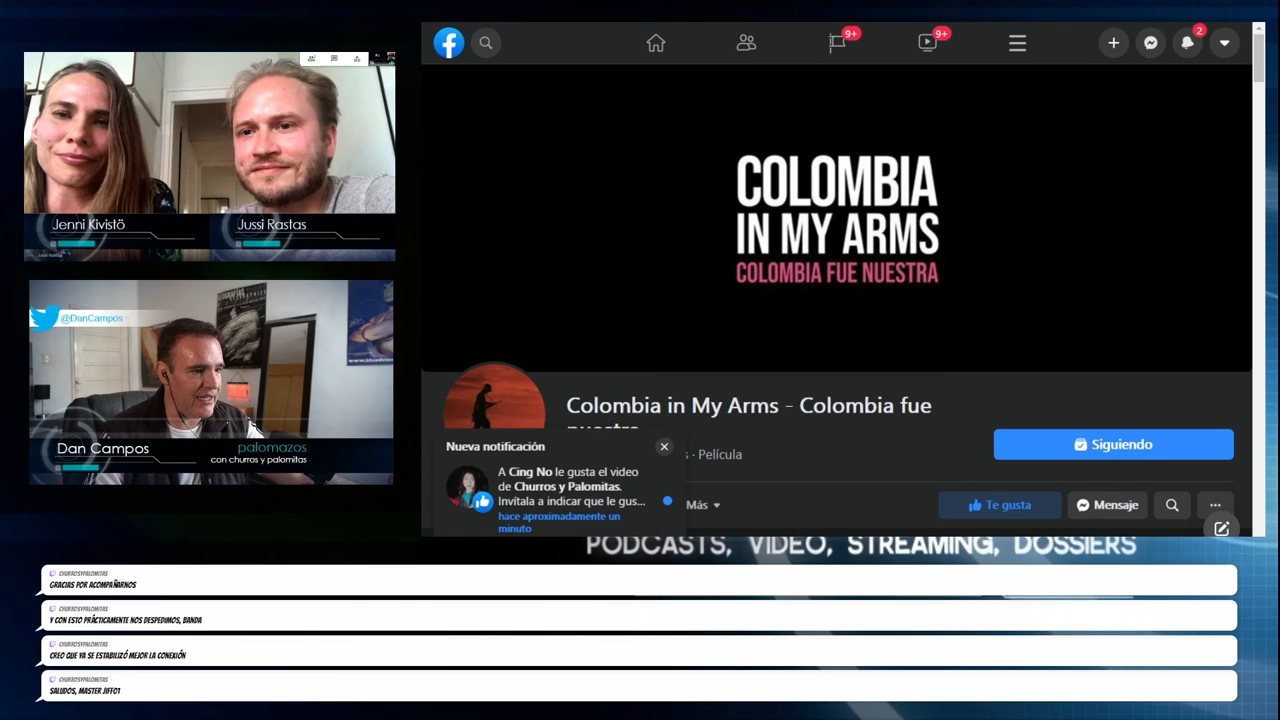 Jenni Kivistö
Jussi Rastas
@DanCampos
Dan Campos
palomazos
con churros y palomitas
9+
9+
2
COLOMBIA
IN MY ARMS
COLOMBIA FUE NUESTRA
Colombia in My Arms - Colombia fue
Siguiendo
· Película
Nueva notificación
A Cing No le gusta el video
de Churros y Palomitas.
Invítala a indicar que le gus...
hace aproximadamente un
minuto
Más
Te gusta
Mensaje
PODCASTS, VIDEO, STREAMING, DOSSIERS
CHURROSYPALOMITAS
GRACIAS POR ACOMPAÑARNOS
CHURROSYPALOMITAS
Y CON ESTO PRÁCTICAMENTE NOS DESPEDIMOS, BANDA
CHURROSYPALOMITAS
CREO QUE YA SE ESTABILIZÓ MEJOR LA CONEXIÓN
CHURROSYPALOMITAS
SALUDOS, MASTER JIFF01